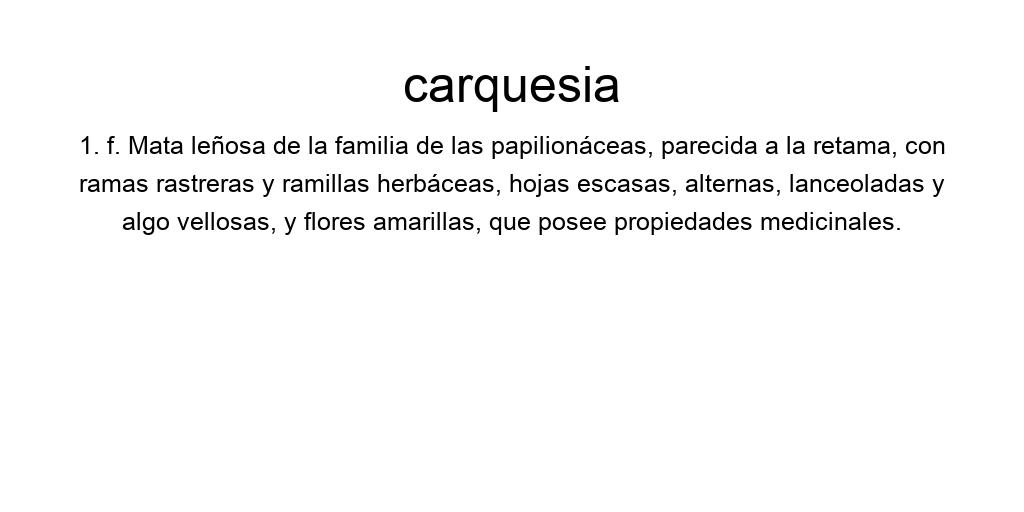 carquesia
1. f. Mata leñosa de la familia de las papilionáceas, parecida a la retama, con
ramas rastreras y ramillas herbáceas, hojas escasas, alternas, lanceoladas y
algo vellosas, y flores amarillas, que posee propiedades medicinales.